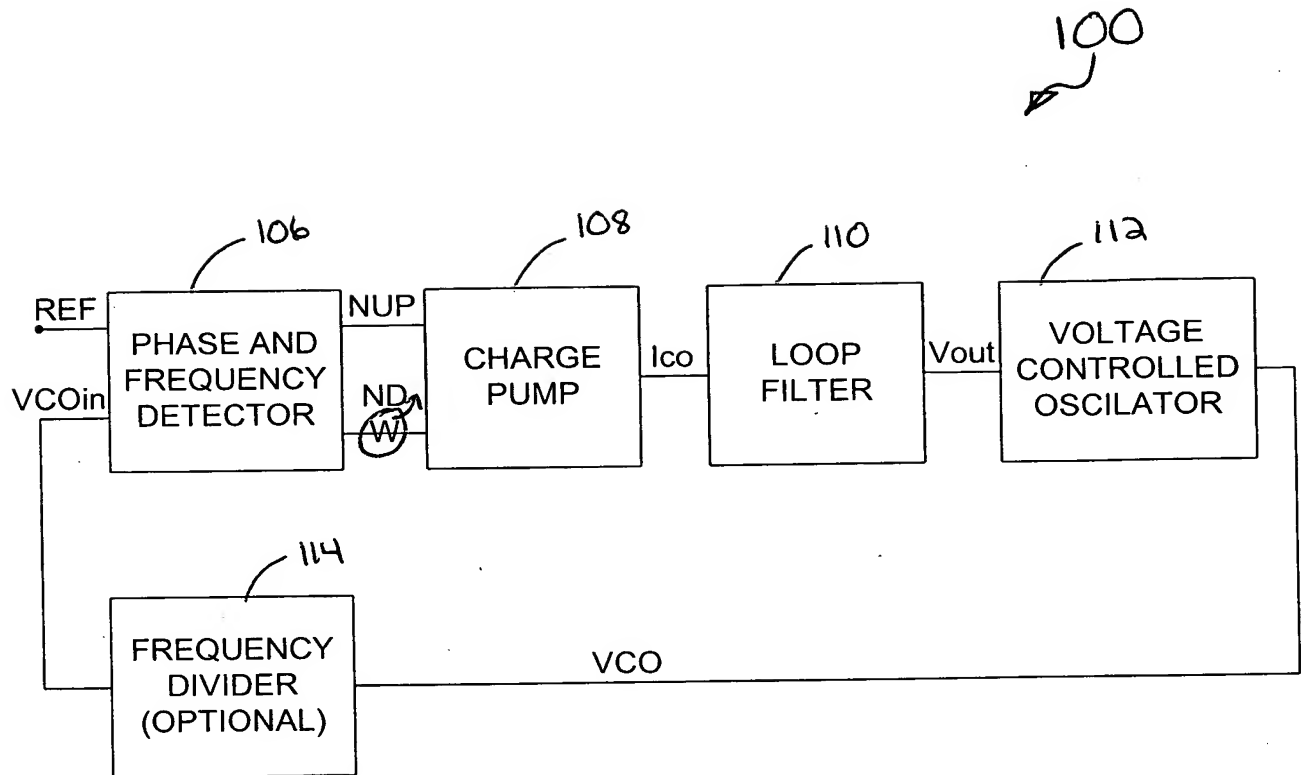 100
106
108
110
112
REF
NUP
PHASE AND
FREQUENCY
DETECTOR
VCOin
ND
W
CHARGE
PUMP
Ico
LOOP
FILTER
Vout
VOLTAGE
CONTROLLED
OSCILATOR
114
FREQUENCY
DIVIDER
(OPTIONAL)
VCO